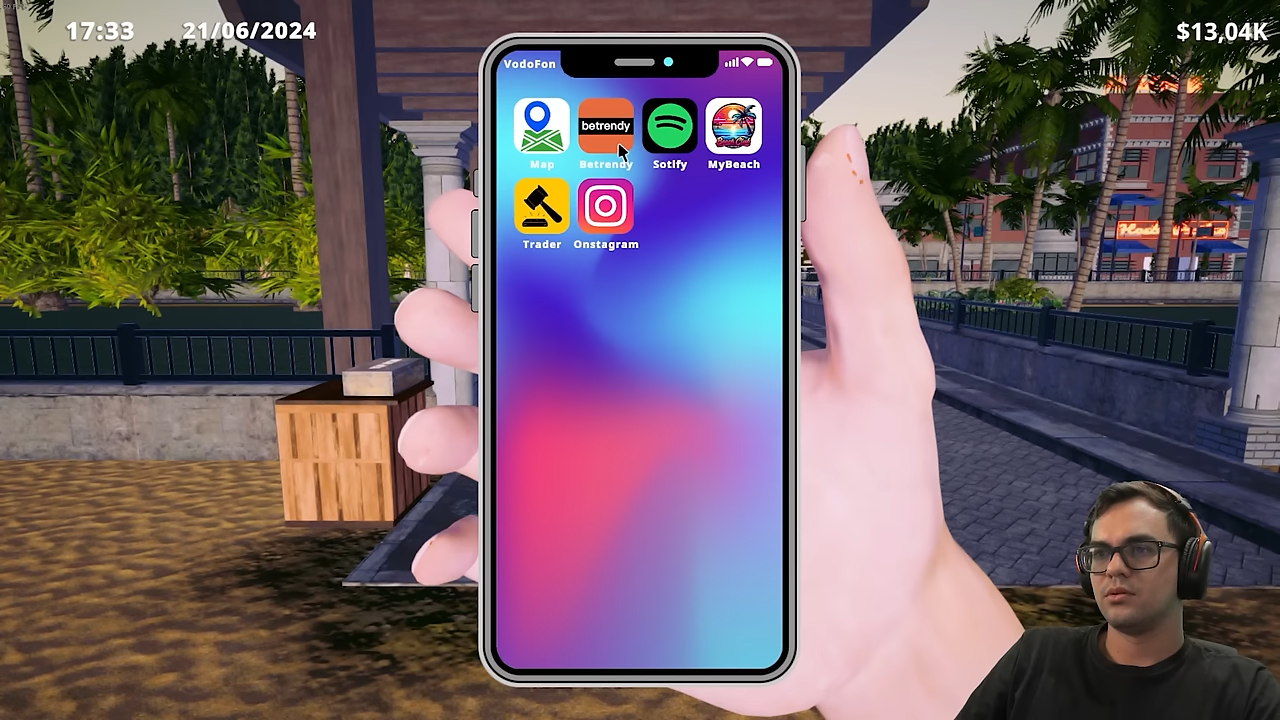 17:33 21/06/2024 $13,04K
VodoFon
betrendy
Map Betrendy Sotify MyBeach
Trader Onstagram